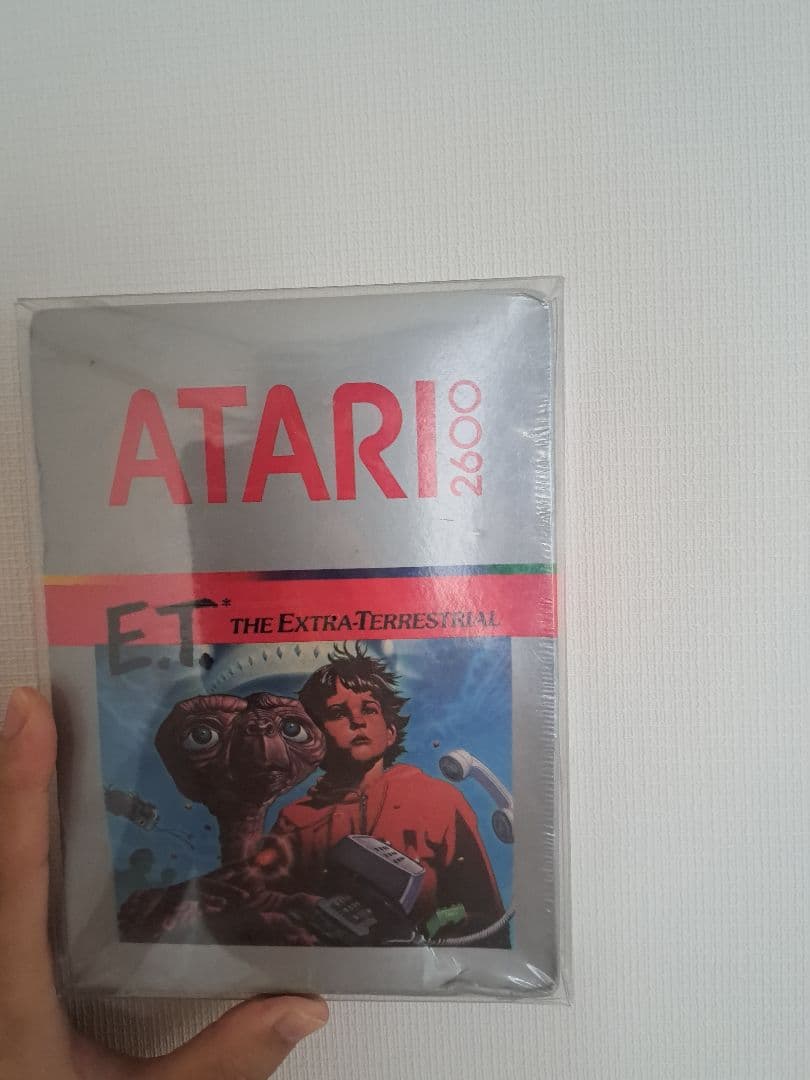 ATARI 2600
E.T.* THE EXTRA-TERRESTRIAL